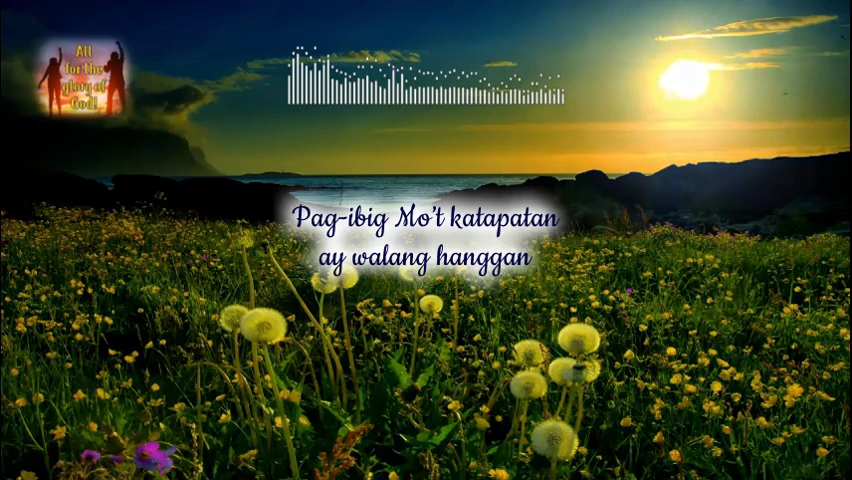 All
for the
glory of
God!
Pag-ibig Mo't katapatan
ay walang hanggan